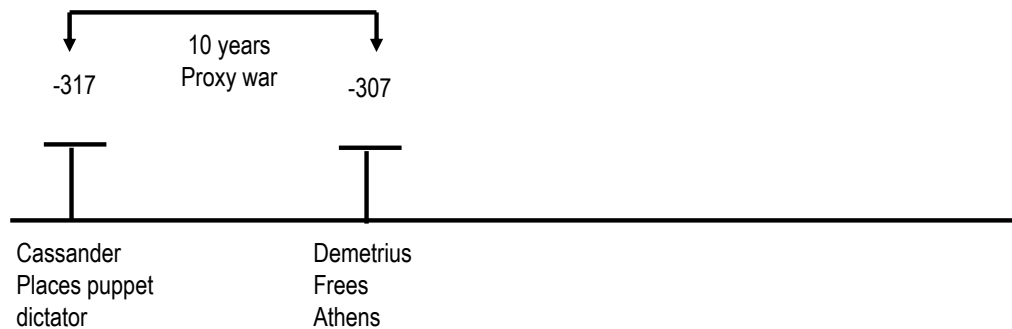 10 years
Proxy war
-317
-307
Cassander
Places puppet
dictator
Demetrius
Frees
Athens